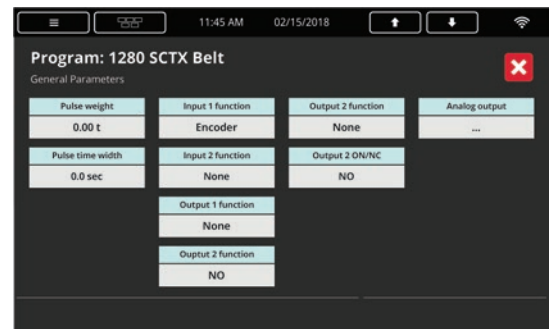 11:45 AM 02/15/2018
Program: 1280 SCTX Belt
General Parameters
Pulse weight Input 1 function Output 2 function Analog output
0.00 t Encoder None ...
Pulse time width Input 2 function Output 2 ON/NC
0.0 sec None NO
Output 1 function
None
Ouptut 2 function
NO